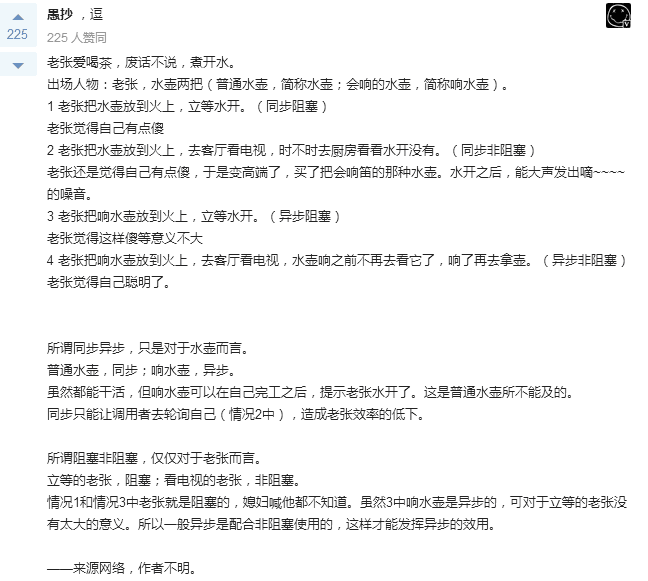 愚抄，逗
225
225 人赞同
老张爱喝茶，废话不说，煮开水。
出场人物：老张，水壶两把（普通水壶，简称水壶；会响的水壶，简称响水壶）。
1 老张把水壶放到火上，立等水开。（同步阻塞）
老张觉得自己有点傻
2 老张把水壶放到火上，去客厅看电视，时不时去厨房看看水开没有。（同步非阻塞）
老张还是觉得自己有点傻，于是变高端了，买了把会响笛的那种水壶。水开之后，能大声发出嘀~~~~
的噪音。
3 老张把响水壶放到火上，立等水开。（异步阻塞）
老张觉得这样傻等意义不大
4 老张把响水壶放到火上，去客厅看电视，水壶响之前不再去看它了，响了再去拿壶。（异步非阻塞）
老张觉得自己聪明了。
所谓同步异步，只是对于水壶而言。
普通水壶，同步；响水壶，异步。
虽然都能干活，但响水壶可以在自己完工之后，提示老张水开了。这是普通水壶所不能及的。
同步只能让调用者去轮询自己（情况2中），造成老张效率的低下。
所谓阻塞非阻塞，仅仅对于老张而言。
立等的老张，阻塞；看电视的老张，非阻塞。
情况1和情况3中老张就是阻塞的，媳妇喊他都不知道。虽然3中响水壶是异步的，可对于立等的老张没
有太大的意义。所以一般异步是配合非阻塞使用的，这样才能发挥异步的效用。
——来源网络，作者不明。